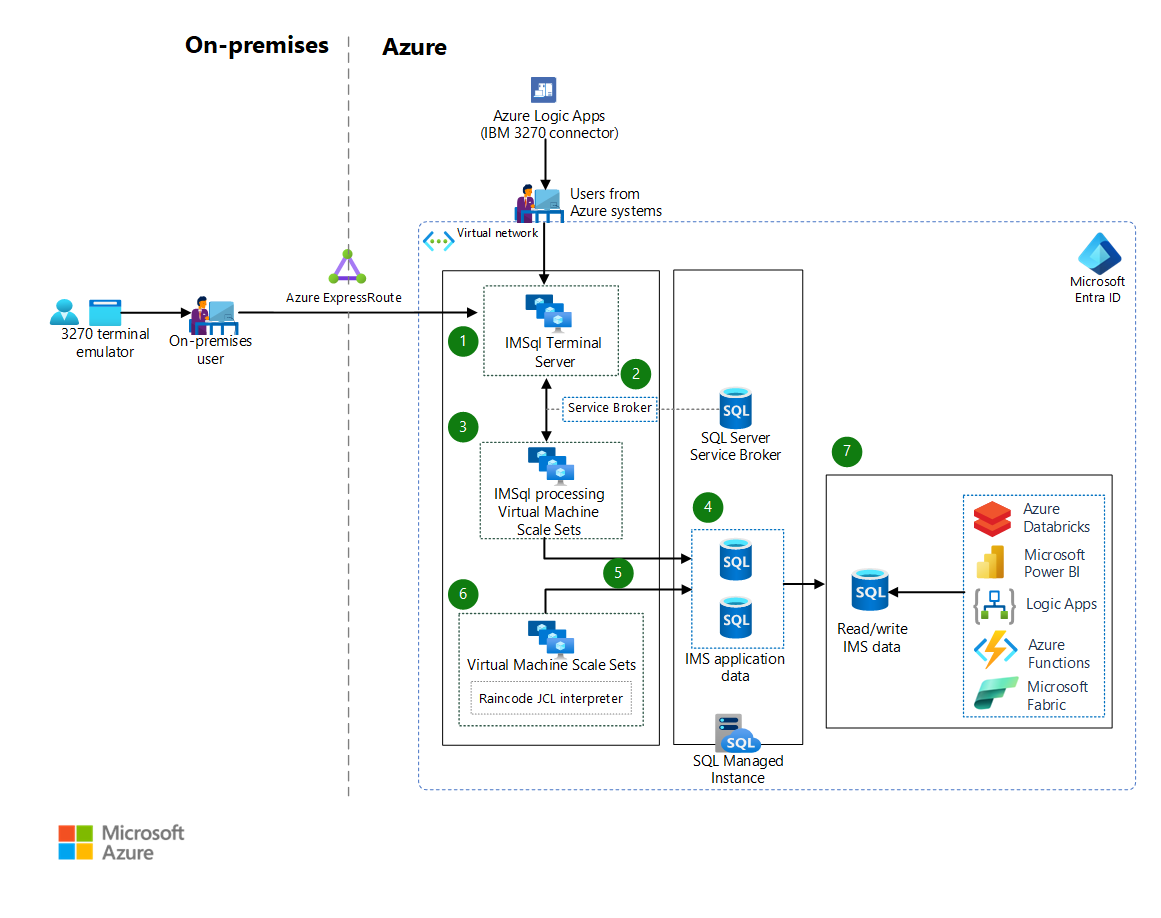 On-premises
Azure
Azure Logic Apps
(IBM 3270 connector)
Users from
Azure systems
Virtual network
Microsoft
Entra ID
Azure ExpressRoute
3270 terminal
emulator
On-premises
user
1
IMSql Terminal
Server
2
Service Broker
SQL
SQL Server
Service Broker
3
IMSql processing
Virtual Machine
Scale Sets
4
SQL
SQL
IMS application
data
5
6
Virtual Machine Scale Sets
Raincode JCL interpreter
SQL
SQL Managed
Instance
7
SQL
Read/write
IMS data
Azure
Databricks
Microsoft
Power BI
Logic Apps
Azure
Functions
Microsoft
Fabric
Microsoft
Azure